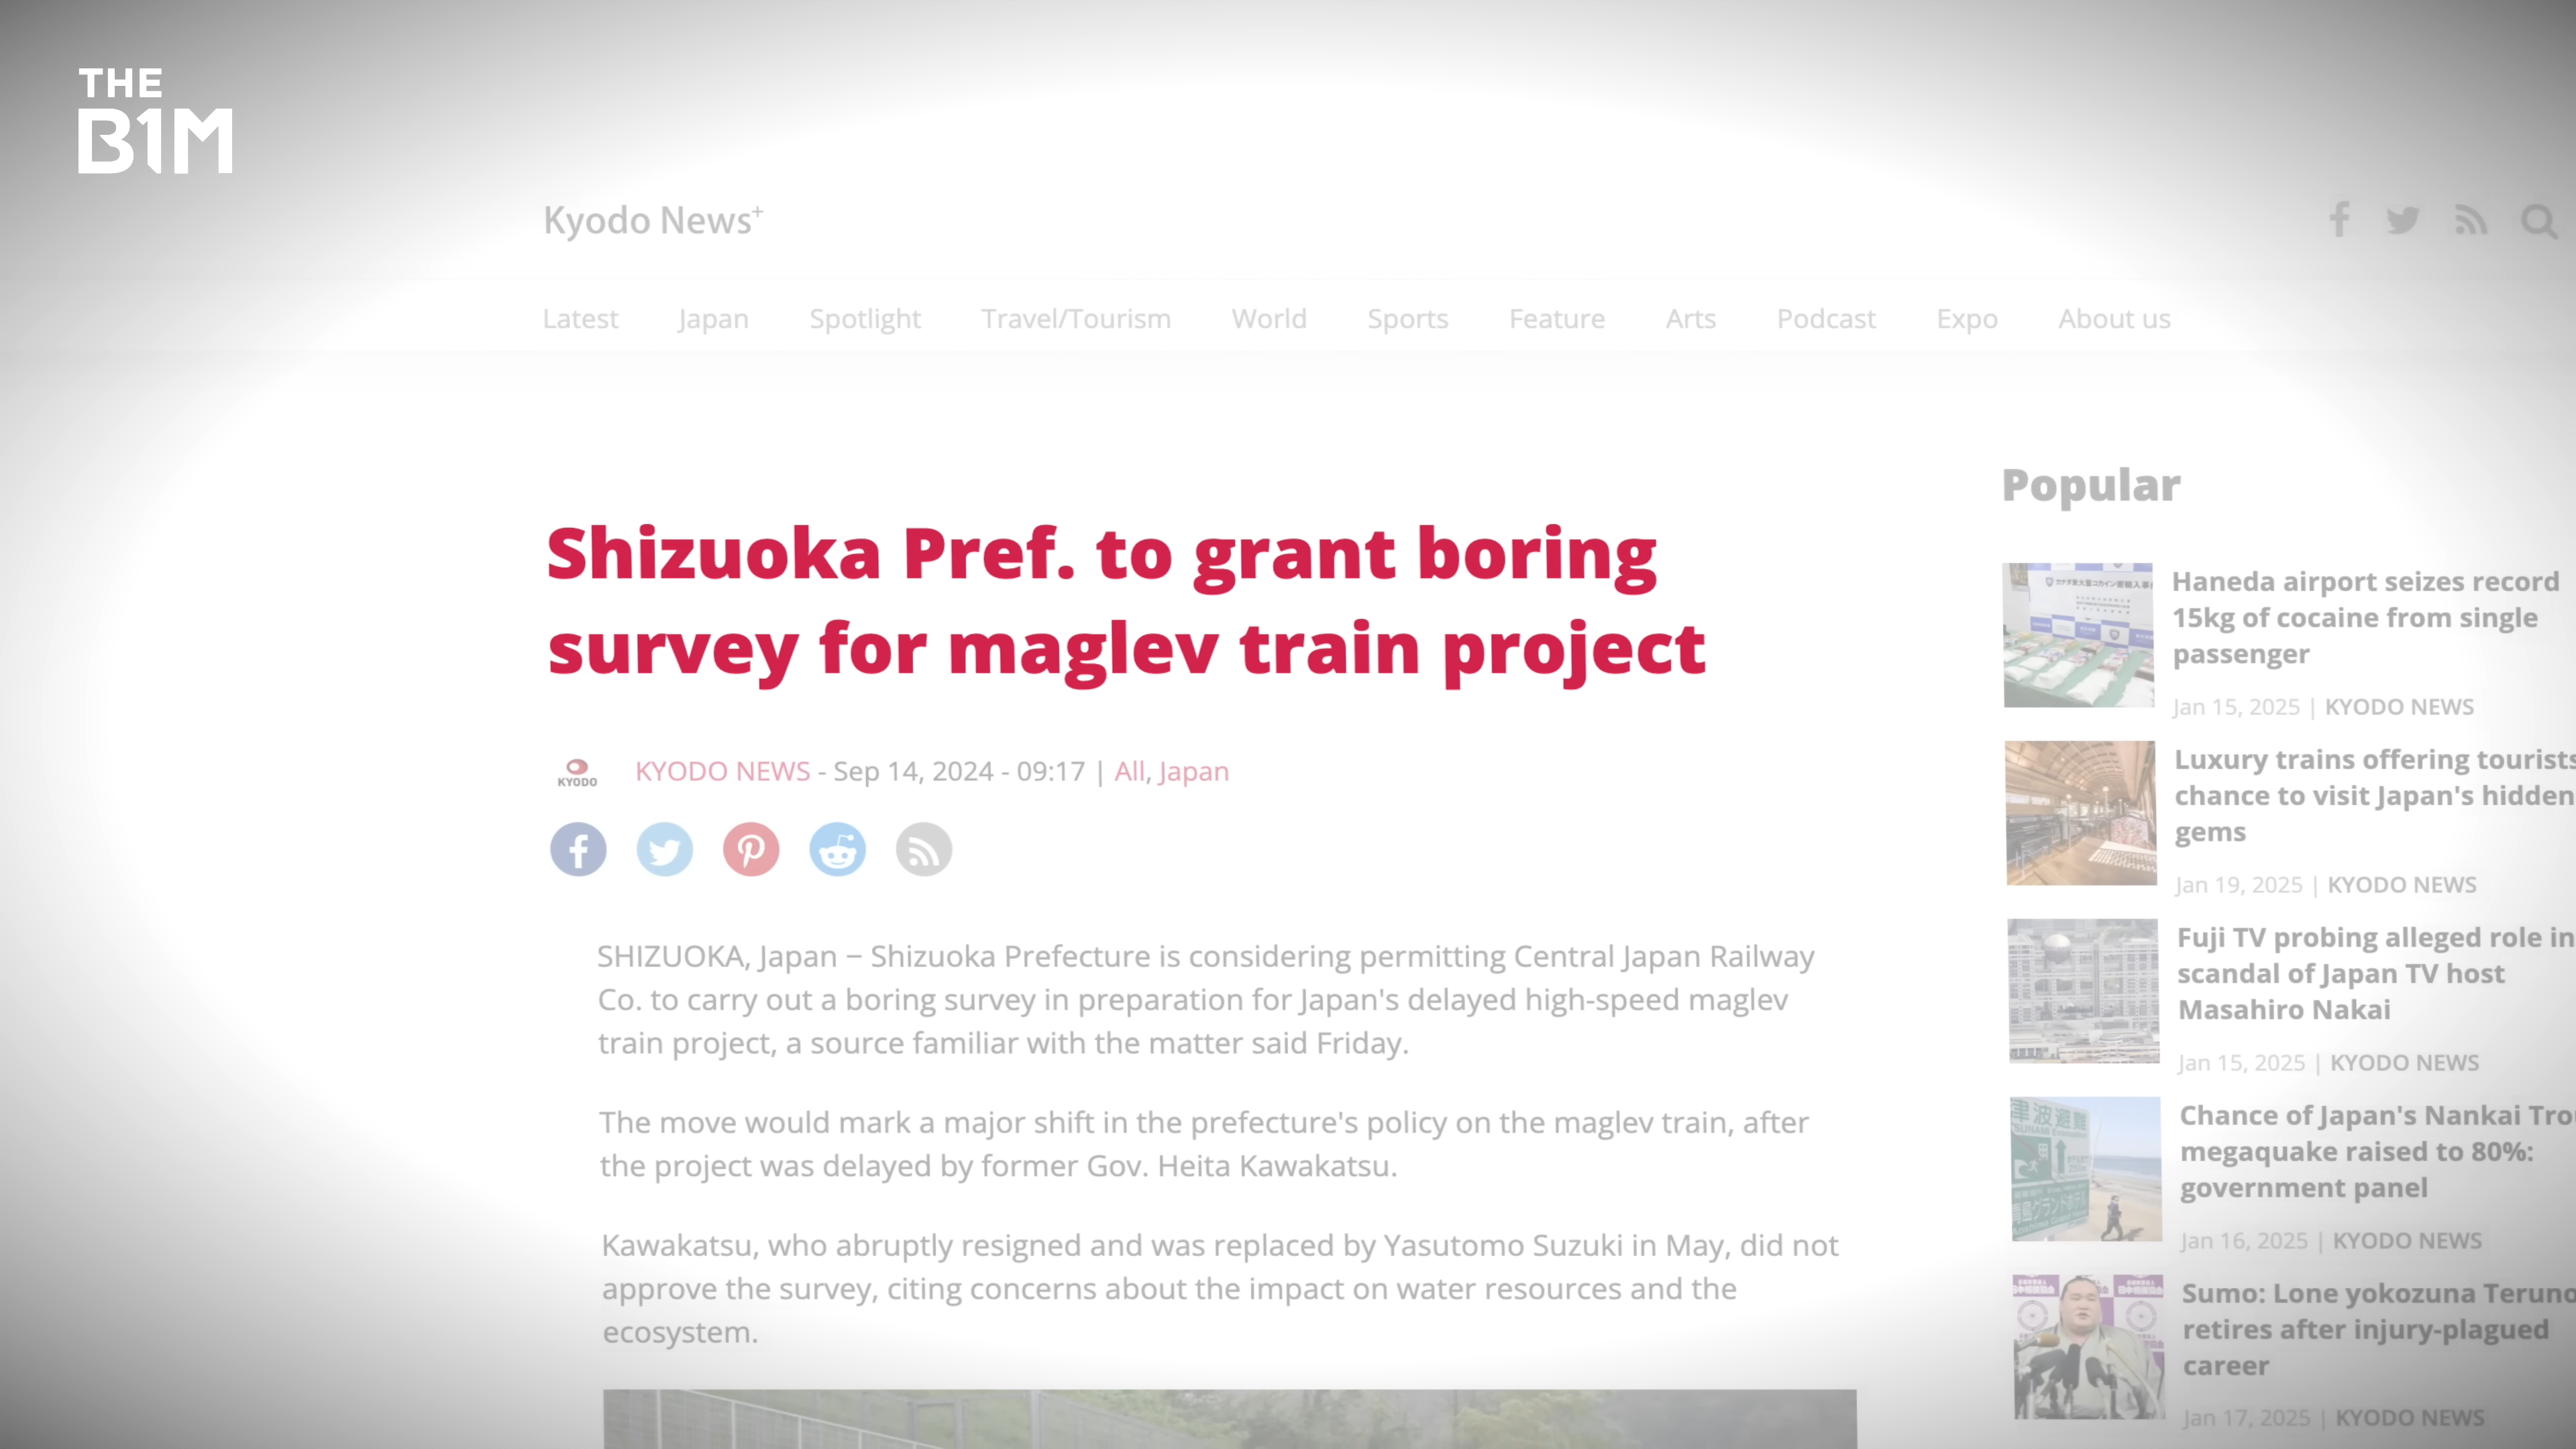 THE
B1M
Kyodo News+
Latest Japan Spotlight Travel/Tourism World Sports Feature Arts Podcast Expo About us
Shizuoka Pref. to grant boring
survey for maglev train project
KYODO
KYODO NEWS - Sep 14, 2024 - 09:17 | All, Japan
SHIZUOKA, Japan – Shizuoka Prefecture is considering permitting Central Japan Railway
Co. to carry out a boring survey in preparation for Japan's delayed high-speed maglev
train project, a source familiar with the matter said Friday.
The move would mark a major shift in the prefecture's policy on the maglev train, after
the project was delayed by former Gov. Heita Kawakatsu.
Kawakatsu, who abruptly resigned and was replaced by Yasutomo Suzuki in May, did not
approve the survey, citing concerns about the impact on water resources and the
ecosystem.
Popular
Haneda airport seizes record
15kg of cocaine from single
passenger
Jan 15, 2025 | KYODO NEWS
Luxury trains offering tourists
chance to visit Japan's hidden
gems
Jan 19, 2025 | KYODO NEWS
Fuji TV probing alleged role in
scandal of Japan TV host
Masahiro Nakai
Jan 15, 2025 | KYODO NEWS
津波避難
Chance of Japan's Nankai Tro
megaquake raised to 80%:
government panel
Jan 16, 2025 | KYODO NEWS
Sumo: Lone yokozuna Teruno
retires after injury-plagued
career
Jan 17, 2025 | KYODO NEWS